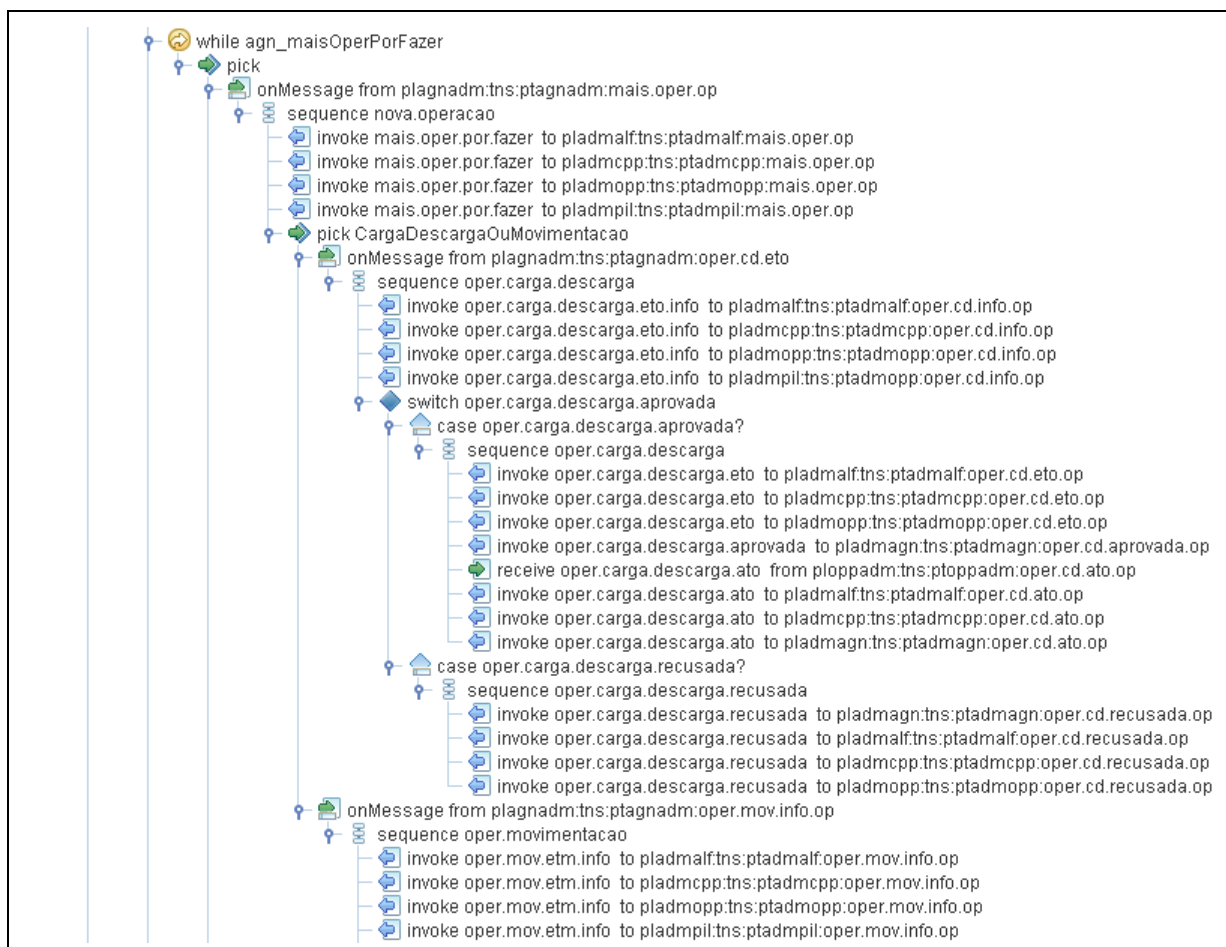 while agn_maisOperPorFazer
pick
onMessage from plagnadm:tns:ptagnadm:mais.oper.op
sequence nova.operacao
invoke mais.oper.por.fazer to pladmalf:tns:ptadmalf:mais.oper.op
invoke mais.oper.por.fazer to pladmcpp:tns:ptadmcpp:mais.oper.op
invoke mais.oper.por.fazer to pladmopp:tns:ptadmopp:mais.oper.op
invoke mais.oper.por.fazer to pladmpil:tns:ptadmpil:mais.oper.op
pick CargaDescargaOuMovimentacao
onMessage from plagnadm:tns:ptagnadm:oper.cd.eto
sequence oper.carga.descarga
invoke oper.carga.descarga.eto.info to pladmalf:tns:ptadmalf:oper.cd.info.op
invoke oper.carga.descarga.eto.info to pladmcpp:tns:ptadmcpp:oper.cd.info.op
invoke oper.carga.descarga.eto.info to pladmopp:tns:ptadmopp:oper.cd.info.op
invoke oper.carga.descarga.eto.info to pladmpil:tns:ptadmopp:oper.cd.info.op
switch oper.carga.descarga.aprovada
case oper.carga.descarga.aprovada?
sequence oper.carga.descarga
invoke oper.carga.descarga.eto to pladmalf:tns:ptadmalf:oper.cd.eto.op
invoke oper.carga.descarga.eto to pladmcpp:tns:ptadmcpp:oper.cd.eto.op
invoke oper.carga.descarga.eto to pladmopp:tns:ptadmopp:oper.cd.eto.op
invoke oper.carga.descarga.aprovada to pladmagn:tns:ptadmagn:oper.cd.aprovada.op
receive oper.carga.descarga.ato from ploppadm:tns:ptoppadm:oper.cd.ato.op
invoke oper.carga.descarga.ato to pladmalf:tns:ptadmalf:oper.cd.ato.op
invoke oper.carga.descarga.ato to pladmcpp:tns:ptadmcpp:oper.cd.ato.op
invoke oper.carga.descarga.ato to pladmagn:tns:ptadmagn:oper.cd.ato.op
case oper.carga.descarga.recusada?
sequence oper.carga.descarga.recusada
invoke oper.carga.descarga.recusada to pladmagn:tns:ptadmagn:oper.cd.recusada.op
invoke oper.carga.descarga.recusada to pladmalf:tns:ptadmalf:oper.cd.recusada.op
invoke oper.carga.descarga.recusada to pladmcpp:tns:ptadmcpp:oper.cd.recusada.op
invoke oper.carga.descarga.recusada to pladmopp:tns:ptadmopp:oper.cd.recusada.op
onMessage from plagnadm:tns:ptagnadm:oper.mov.info.op
sequence oper.movimentacao
invoke oper.mov.etm.info to pladmalf:tns:ptadmalf:oper.mov.info.op
invoke oper.mov.etm.info to pladmcpp:tns:ptadmcpp:oper.mov.info.op
invoke oper.mov.etm.info to pladmopp:tns:ptadmopp:oper.mov.info.op
invoke oper.mov.etm.info to pladmpil:tns:ptadmpil:oper.mov.info.op